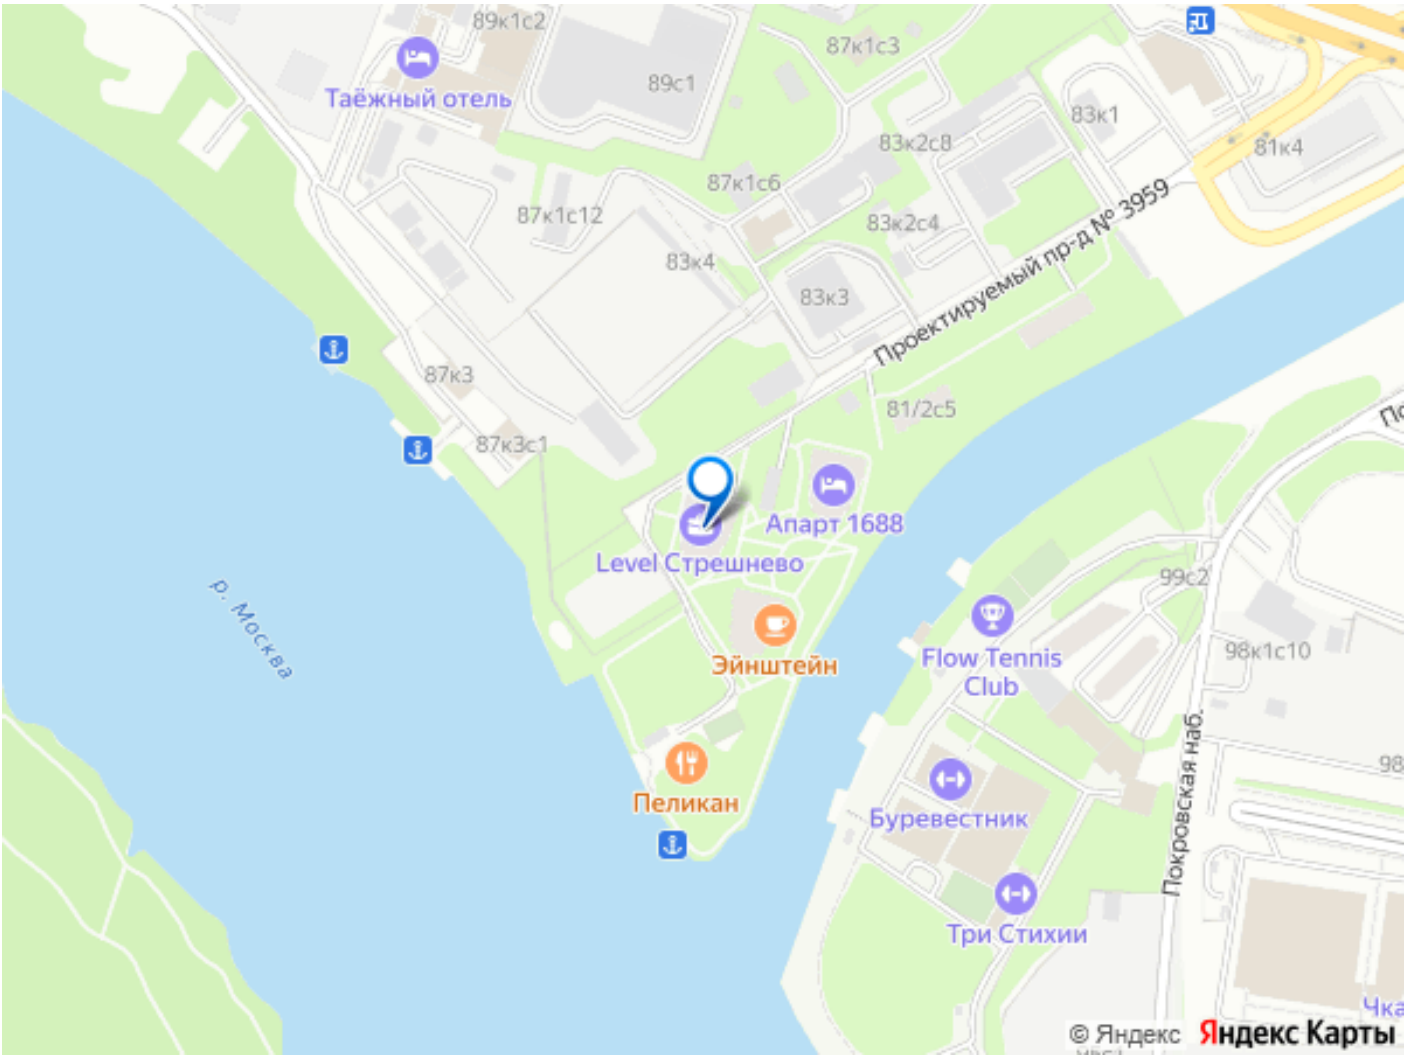 89к1с2
87к1с3
89с1
Таёжный отель
83к1
83к2с8
81к4
87к1с6
87к1с12
83к2с4
Проектируемый пр-д № 3959
83к4
83к3
87к3
81/2с5
87к3с1
Апарт 1688
Level Стрешнево
99с2
р. Москва
98к1с10
Эйнштейн
Flow Tennis
Club
Покровская наб.
98
Пеликан
Буревестник
Три Стихии
Чка
© Яндекс Яндекс Карты